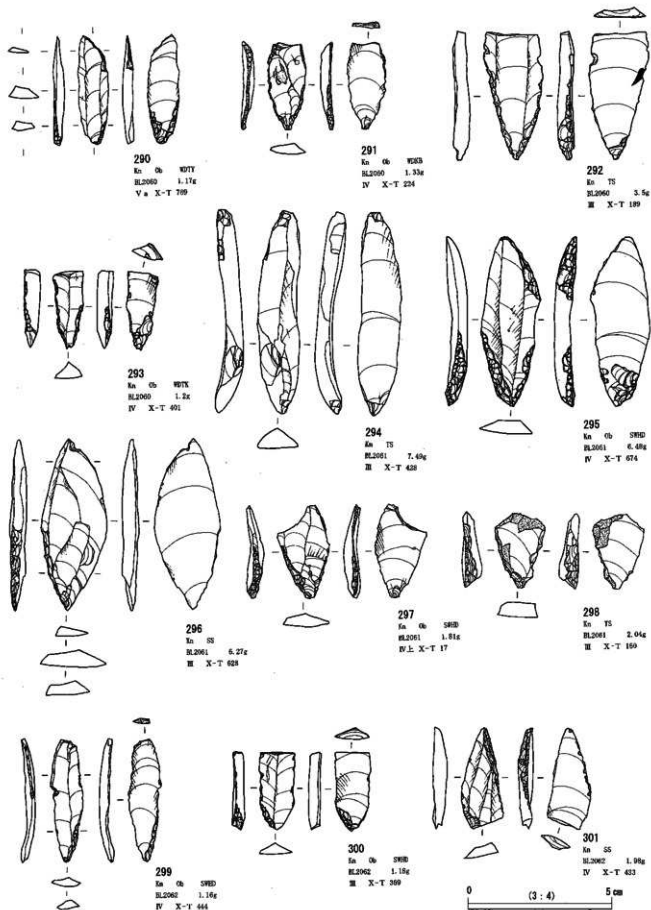 290
Kn Ob WDTY
BL2060 1.17g
Va X-T 769
291
Kn Ob WDKB
BL2060 1.33g
IV X-T 224
292
Kn TS
BL2060 3.5g
III X-T 189
293
Kn Ob WDTK
BL2060 1.2g
IV X-T 401
294
Kn TS
BL2061 7.49g
III X-T 428
295
Kn Ob SWHD
BL2061 6.48g
IV X-T 674
296
Kn SS
BL2061 5.27g
III X-T 628
297
Kn Ob SWHD
BL2061 1.81g
IV上 X-T 17
298
Kn TS
BL2061 2.04g
III X-T 150
299
Kn Ob SWHD
BL2062 1.16g
IV X-T 444
300
Kn Ob SWHD
BL2062 1.15g
III X-T 369
301
Kn SS
BL2062 1.98g
IV X-T 433
0 (3:4) 5cm